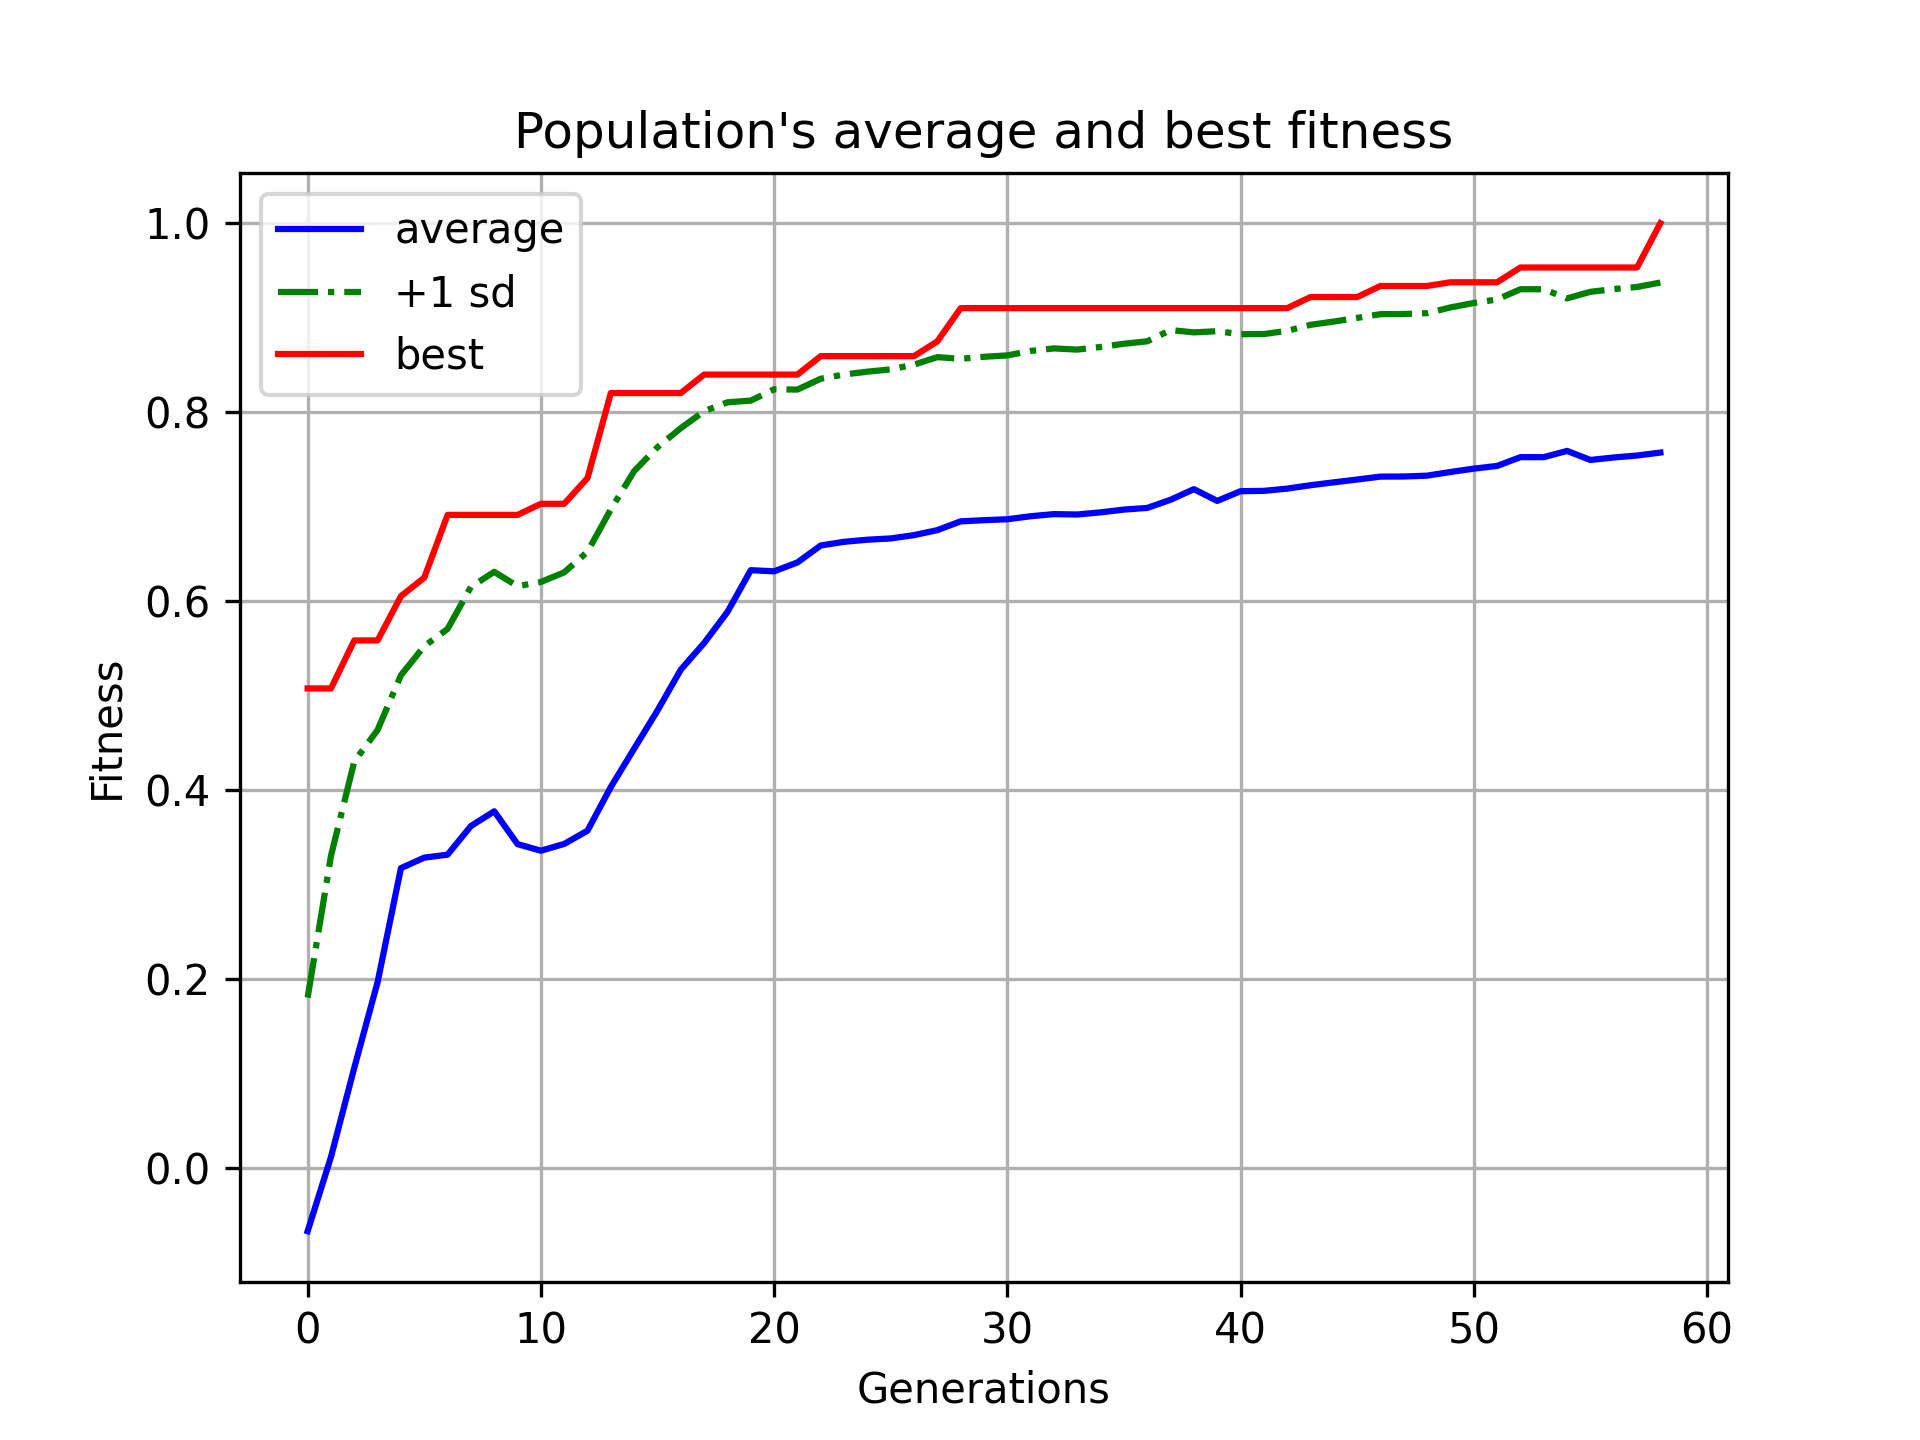 Population's average and best fitness
average
+1 sd
best
1.0
0.8
0.6
0.4
0.2
0.0
Fitness
0 10 20 30 40 50 60
Generations